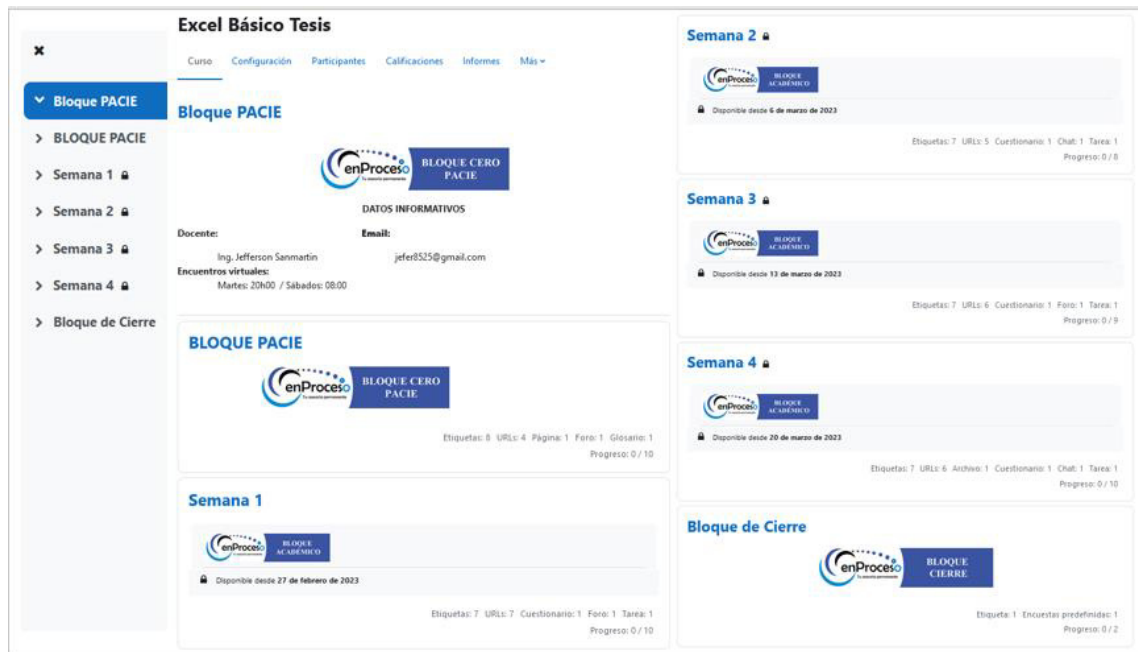 Excel Básico Tesis
Curso Configuración Participantes Calificaciones Informes Más
Bloque PACIE
BLOQUE PACIE
Semana 1
Semana 2
Semana 3
Semana 4
Bloque de Cierre
Bloque PACIE
enProceso
Tu asesoría permanente
BLOQUE CERO
PACIE
DATOS INFORMATIVOS
Docente: Email:
Ing. Jefferson Sanmartin jefer8525@gmail.com
Encuentros virtuales:
Martes: 20h00 / Sábados: 08:00
BLOQUE PACIE
enProceso
Tu asesoría permanente
BLOQUE CERO
PACIE
Etiquetas: 8 URLs: 4 Página: 1 Foro: 1 Glosario: 1
Progreso: 0 / 10
Semana 1
enProceso
BLOQUE
ACADÉMICO
Disponible desde 27 de febrero de 2023
Etiquetas: 7 URLs: 7 Cuestionario: 1 Foro: 1 Tarea: 1
Progreso: 0 / 10
Semana 2
enProceso
BLOQUE
ACADÉMICO
Disponible desde 6 de marzo de 2023
Etiquetas: 7 URLs: 5 Cuestionario: 1 Chat: 1 Tarea: 1
Progreso: 0 / 8
Semana 3
enProceso
BLOQUE
ACADÉMICO
Disponible desde 13 de marzo de 2023
Etiquetas: 7 URLs: 6 Cuestionario: 1 Foro: 1 Tarea: 1
Progreso: 0 / 9
Semana 4
enProceso
BLOQUE
ACADÉMICO
Disponible desde 20 de marzo de 2023
Etiquetas: 7 URLs: 6 Archivo: 1 Cuestionario: 1 Chat: 1 Tarea: 1
Progreso: 0 / 10
Bloque de Cierre
enProceso
Tu asesoría permanente
BLOQUE
CIERRE
Etiqueta: 1 Encuestas predefinidas: 1
Progreso: 0 / 2